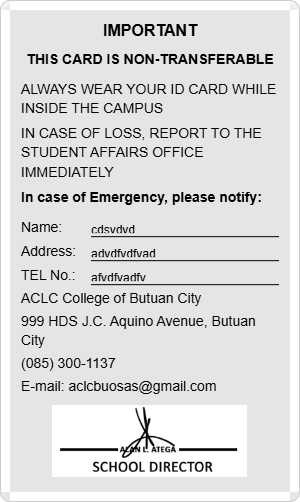 IMPORTANT
THIS CARD IS NON-TRANSFERABLE
ALWAYS WEAR YOUR ID CARD WHILE
INSIDE THE CAMPUS
IN CASE OF LOSS, REPORT TO THE
STUDENT AFFAIRS OFFICE
IMMEDIATELY
In case of Emergency, please notify:
Name: cdsvdvd
Address: advdfvdfvad
TEL No.: afvdfvadfv
ACLC College of Butuan City
999 HDS J.C. Aquino Avenue, Butuan
City
(085) 300-1137
E-mail: aclcbuosas@gmail.com
ALAN L. ATEGA
SCHOOL DIRECTOR